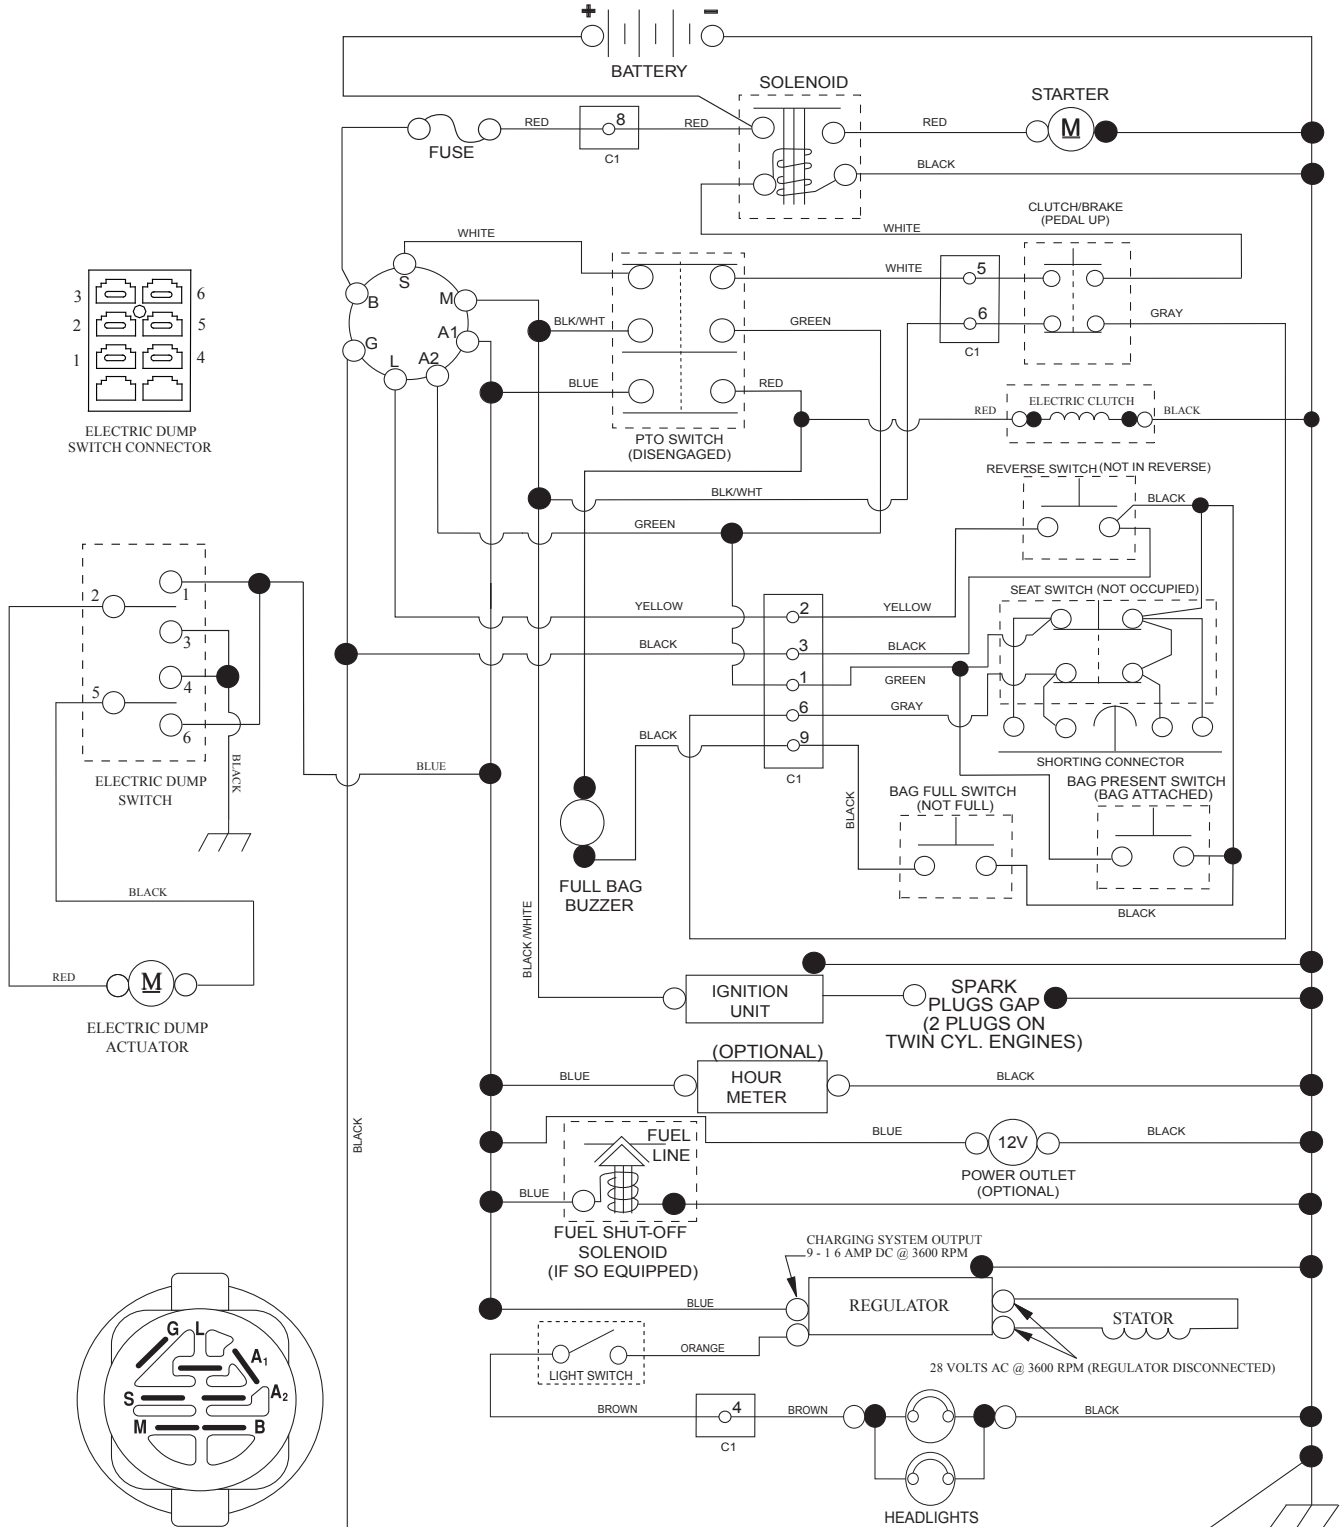 + −
BATTERY
SOLENOID
STARTER
RED 8 RED RED M
FUSE
C1
BLACK
CLUTCH/BRAKE
(PEDAL UP)
WHITE
WHITE
WHITE 5
S
B
M
3 6
2 5
1 4
BLK/WHT GREEN 6 GRAY
A1
G
C1
L A2
BLUE RED
ELECTRIC CLUTCH
RED BLACK
ELECTRIC DUMP
SWITCH CONNECTOR
PTO SWITCH
(DISENGAGED)
REVERSE SWITCH (NOT IN REVERSE)
BLK/WHT BLACK
GREEN
1
2
3
4
5
6
SEAT SWITCH (NOT OCCUPIED)
YELLOW 2 YELLOW
BLACK 3 BLACK
1 GREEN
6 GRAY
BLACK 9
C1
SHORTING CONNECTOR
BLUE
BLACK
ELECTRIC DUMP
SWITCH
BAG FULL SWITCH
(NOT FULL)
BAG PRESENT SWITCH
(BAG ATTACHED)
BLACK
FULL BAG
BUZZER
BLACK
BLACK
BLACK /WHITE
RED M
ELECTRIC DUMP
ACTUATOR
IGNITION
UNIT
SPARK
PLUGS GAP
(2 PLUGS ON
TWIN CYL. ENGINES)
(OPTIONAL)
BLUE HOUR
METER BLACK
BLACK
FUEL
LINE
BLUE 12V BLACK
POWER OUTLET
(OPTIONAL)
BLUE
FUEL SHUT-OFF
SOLENOID
(IF SO EQUIPPED)
CHARGING SYSTEM OUTPUT
9 - 1 6 AMP DC @ 3600 RPM
BLUE REGULATOR STATOR
ORANGE
LIGHT SWITCH
28 VOLTS AC @ 3600 RPM (REGULATOR DISCONNECTED)
G L
A1
S A2
M B
BROWN 4 BROWN BLACK
C1
HEADLIGHTS